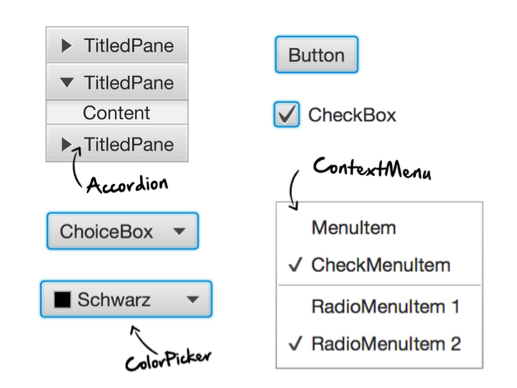 TitledPane
TitledPane
Content
TitledPane
Accordion
ChoiceBox
Schwarz
ColorPicker
Button
CheckBox
ContextMenu
MenuItem
CheckMenuItem
RadioMenuItem 1
RadioMenuItem 2